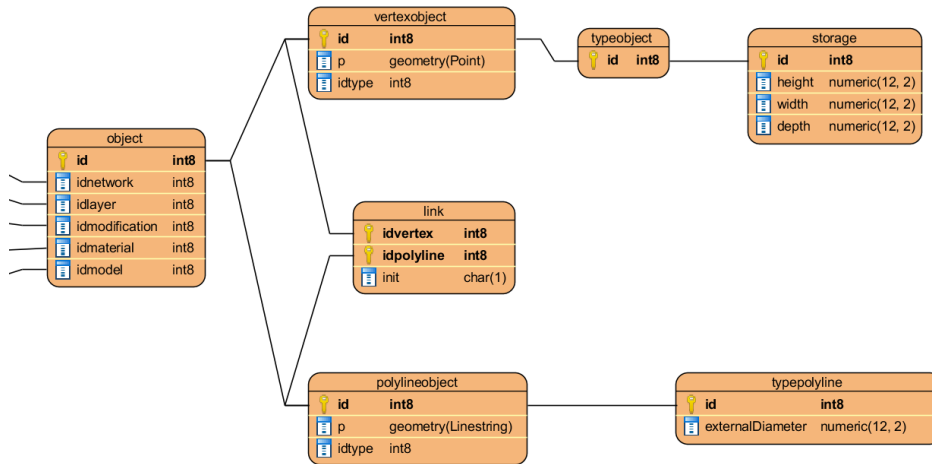 vertexobject
id int8
p geometry(Point)
idtype int8
typeobject
id int8
storage
id int8
height numeric(12, 2)
width numeric(12, 2)
depth numeric(12, 2)
object
id int8
idnetwork int8
idlayer int8
idmodification int8
idmaterial int8
idmodel int8
link
idvertex int8
idpolyline int8
init char(1)
polylineobject
id int8
p geometry(Linestring)
idtype int8
typepolyline
id int8
externalDiameter numeric(12, 2)